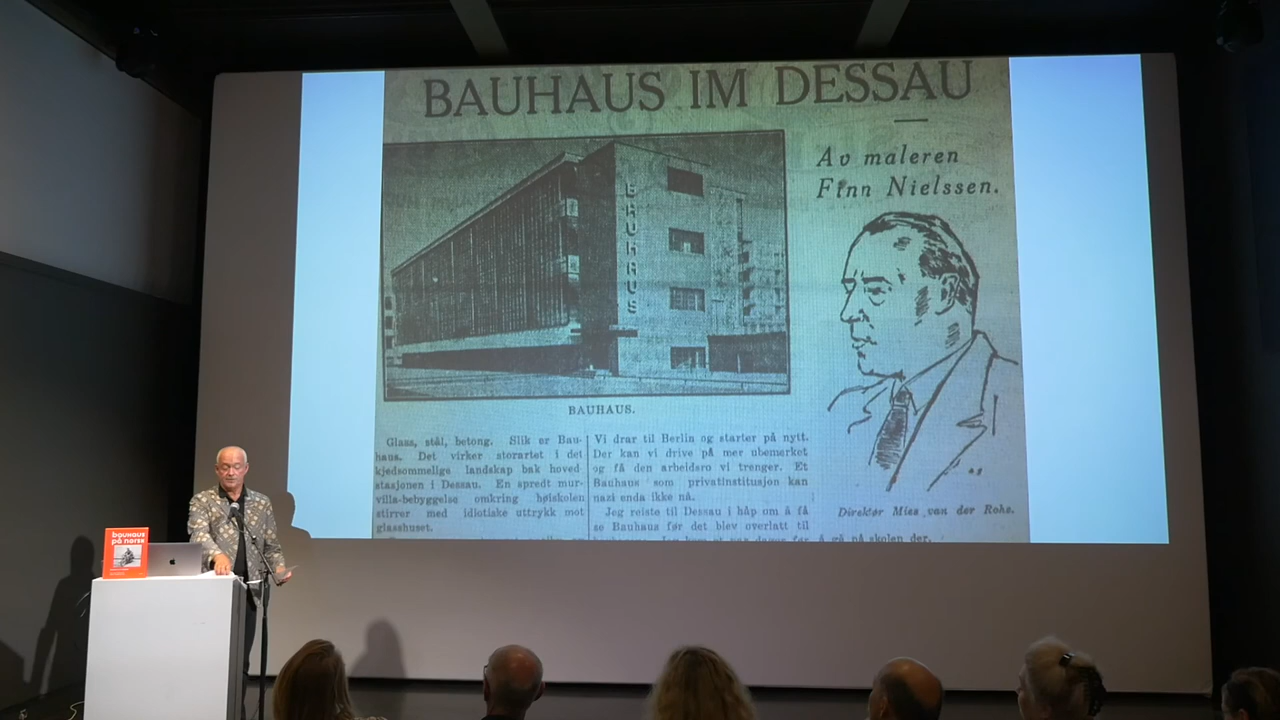 BAUHAUS IM DESSAU
Av maleren
Finn Nielssen.
BAUHAUS
BAUHAUS.
Glass, stål, betong. Slik er Bau-
haus. Det virker storartet i det
kjedsommelige landskap bak hoved-
stasjonen i Dessau. En spredt mur-
villa-bebyggelse omkring høiskolen
stirrer med idiotiske uttrykk mot
glasshuset.
Vi drar til Berlin og starter på nytt.
Der kan vi drive på mer ubemerket
og få den arbeidsro vi trenger. Et
Bauhaus som privatinstitusjon kan
nazi enda ikke nå.
Jeg reiste til Dessau i håp om å få
se Bauhaus før det blev overlatt til
Direktør Mies van der Rohe.
å gå på skolen der.
bauhaus
på norsk